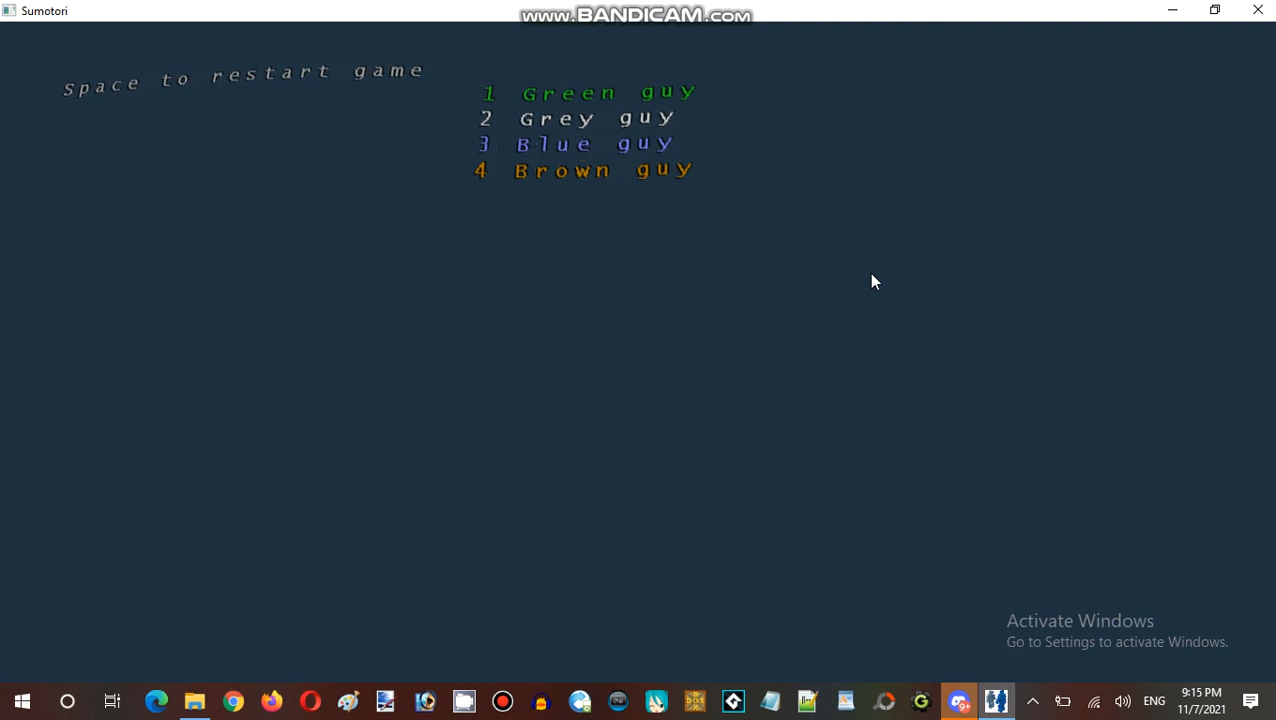 Sumotori
www.BANDICAM.com
Space to restart game
1 Green guy
2 Grey guy
3 Blue guy
4 Brown guy
Activate Windows
Go to Settings to activate Windows.
9:15 PM
ENG
11/7/2021
9+